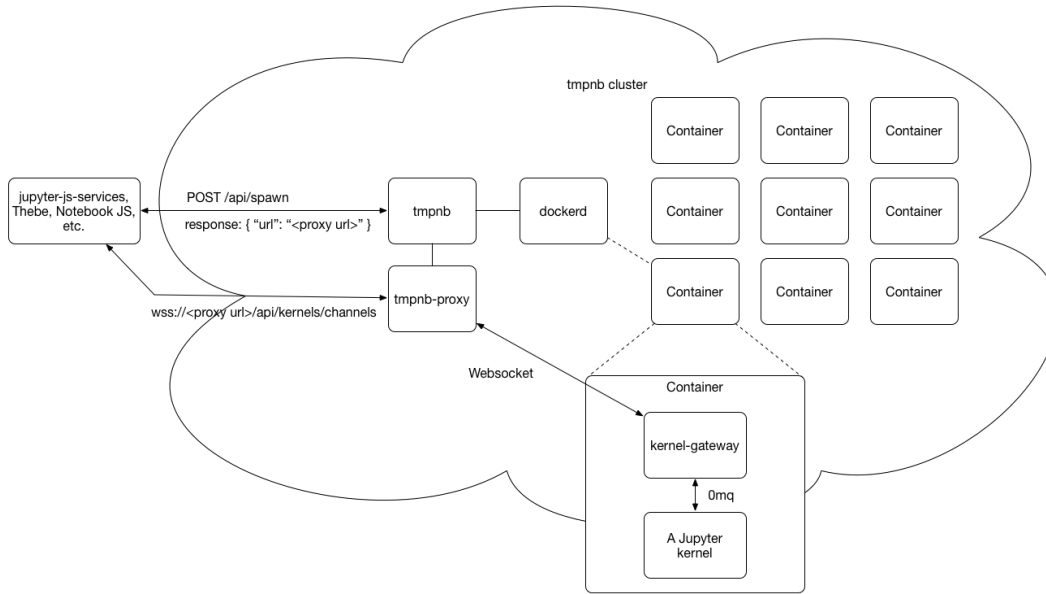 tmpnb cluster
Container
Container
Container
jupyter-js-services,
Thebe, Notebook JS,
etc.
POST /api/spawn
response: { “url”: “<proxy url>” }
tmpnb
dockerd
Container
Container
Container
tmpnb-proxy
wss://<proxy url>/api/kernels/channels
Container
Container
Container
Websocket
Container
kernel-gateway
0mq
A Jupyter
kernel